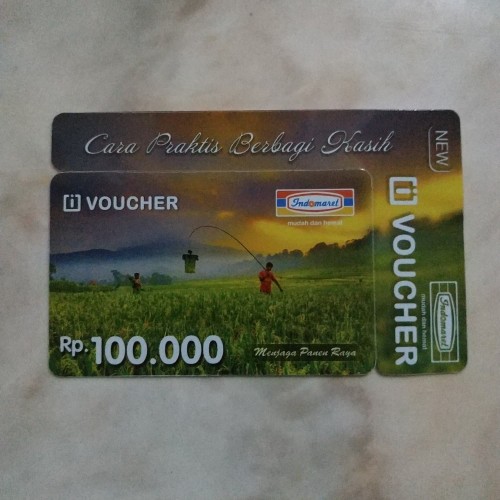 Cara Praktis Berbagi Kasih
NEW
VOUCHER
Indomaret
mudah dan hemat
Rp. 100.000
Menjaga Panen Raya
VOUCHER
Indomaret
mudah dan hemat